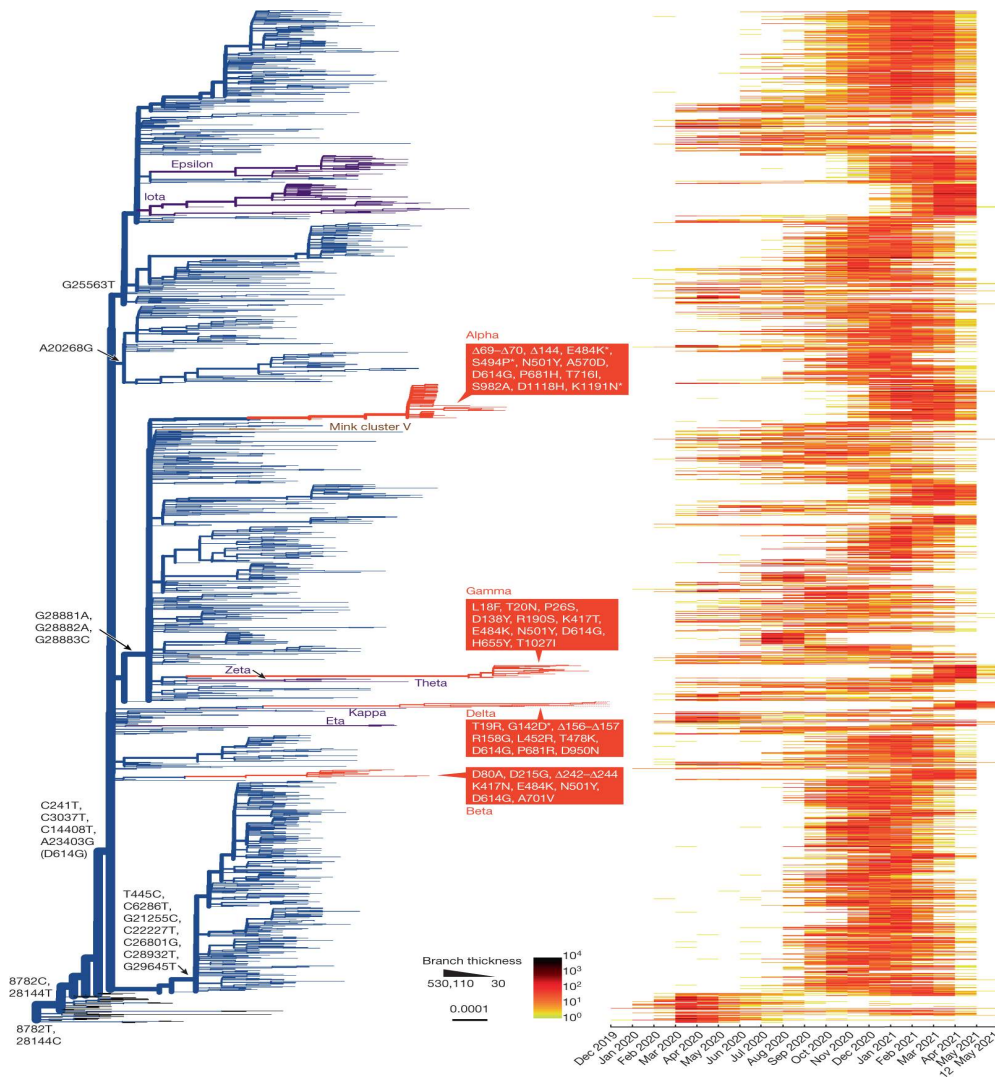 Epsilon
Iota
G25563T
A20268G
Alpha
Δ69–Δ70, Δ144, E484K*,
S494P*, N501Y, A570D,
D614G, P681H, T716I,
S982A, D1118H, K1191N*
Mink cluster V
G28881A,
G28882A,
G28883C
Gamma
L18F, T20N, P26S,
D138Y, R190S, K417T,
E484K, N501Y, D614G,
H655Y, T1027I
Zeta
Theta
Kappa
Eta
Delta
T19R, G142D*, Δ156–Δ157
R158G, L452R, T478K,
D614G, P681R, D950N
D80A, D215G, Δ242–Δ244
K417N, E484K, N501Y,
D614G, A701V
Beta
C241T,
C3037T,
C14408T,
A23403G
(D614G)
T445C,
C6286T,
G21255C,
C22227T,
C26801G,
C28932T,
G29645T
8782C,
28144T
8782T,
28144C
Branch thickness
530,110 30
0.0001
10⁴
10³
10²
10¹
10⁰
Dec 2019
Jan 2020
Feb 2020
Mar 2020
Apr 2020
May 2020
Jun 2020
Jul 2020
Aug 2020
Sep 2020
Oct 2020
Nov 2020
Dec 2020
Jan 2021
Feb 2021
Mar 2021
Apr 2021
May 2021
12 May 2021